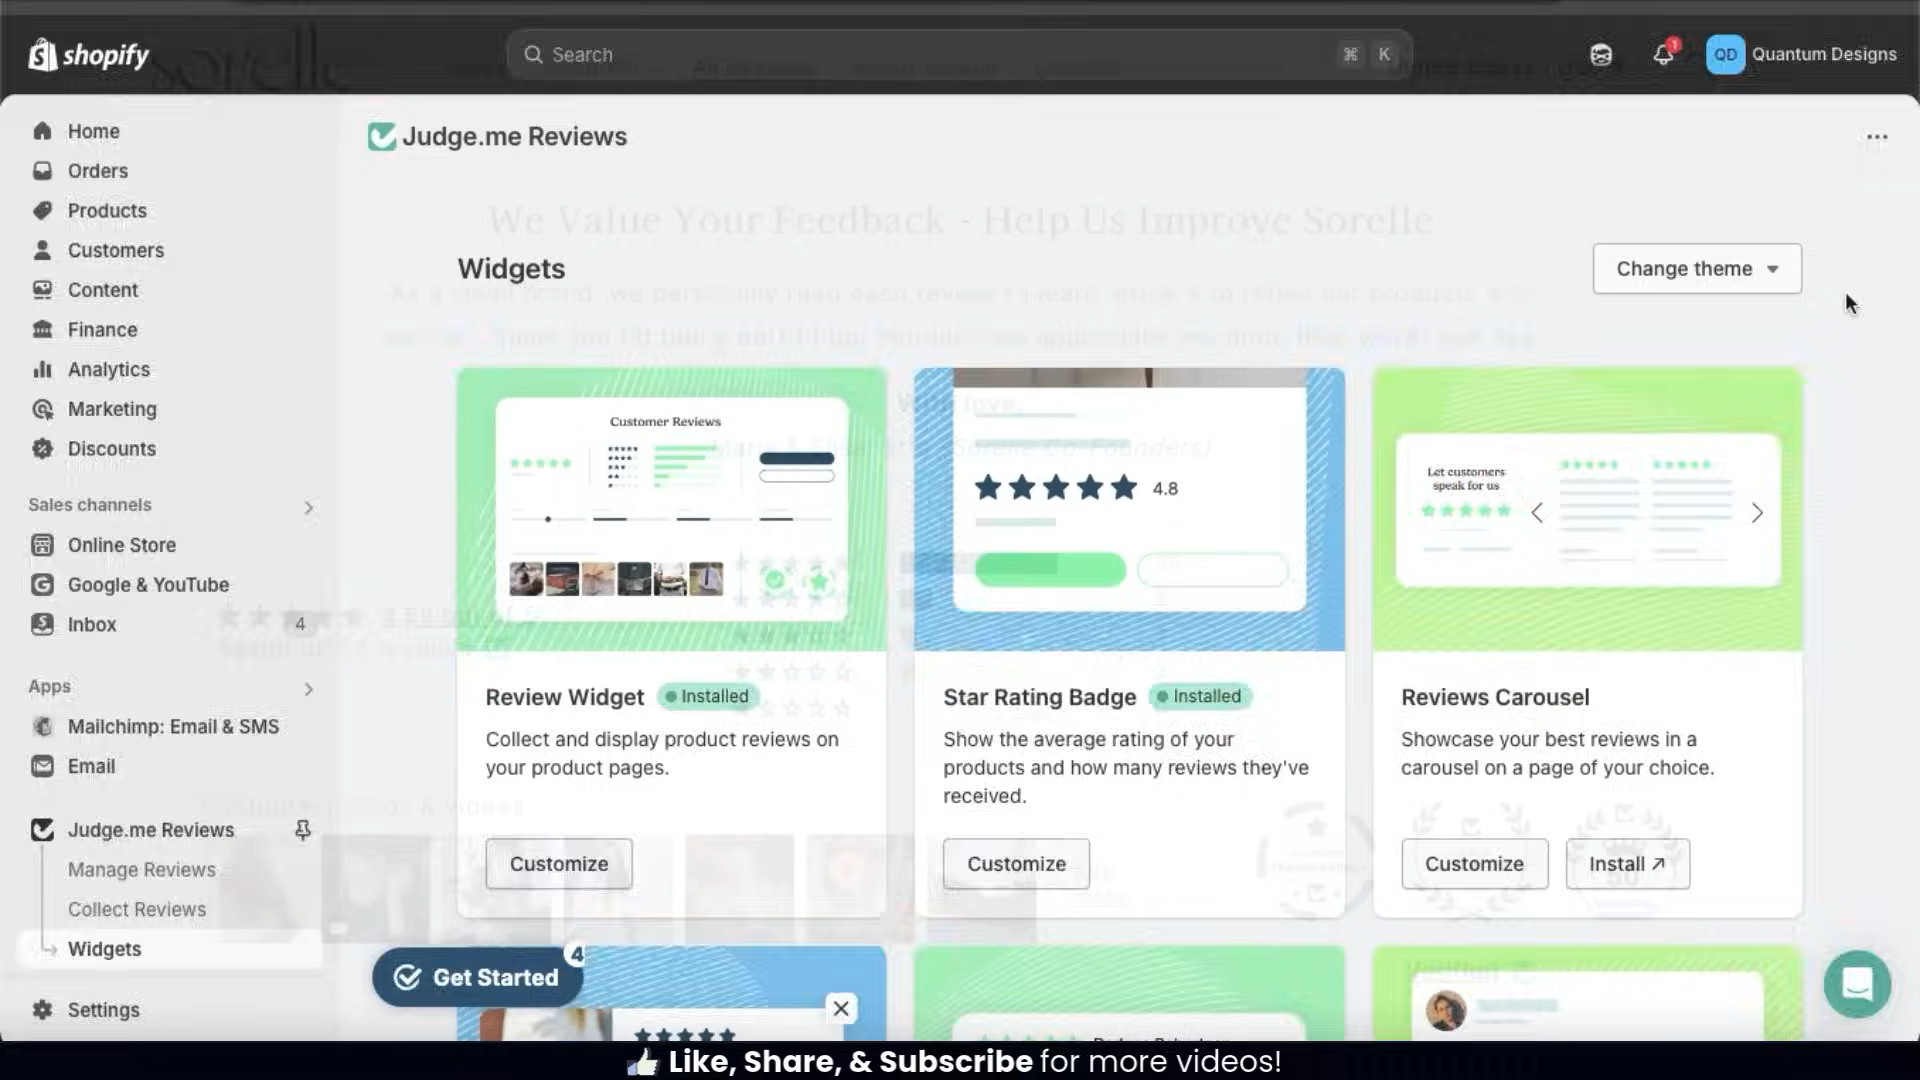 shopify
Search
⌘ K
1
QD Quantum Designs
Home
Orders
Products
Customers
Content
Finance
Analytics
Marketing
Discounts
Sales channels
Online Store
Google & YouTube
Inbox 4
Apps
Mailchimp: Email & SMS
Email
Judge.me Reviews
Manage Reviews
Collect Reviews
Widgets
Settings
Judge.me Reviews
We Value Your Feedback - Help Us Improve Sorelle
Widgets
Change theme
Customer Reviews
4.8
Let customers
speak for us
Review Widget Installed
Collect and display product reviews on
your product pages.
Customize
Star Rating Badge Installed
Show the average rating of your
products and how many reviews they've
received.
Customize
Reviews Carousel
Showcase your best reviews in a
carousel on a page of your choice.
Customize
Install ↗
Get Started 4
Like, Share, & Subscribe for more videos!